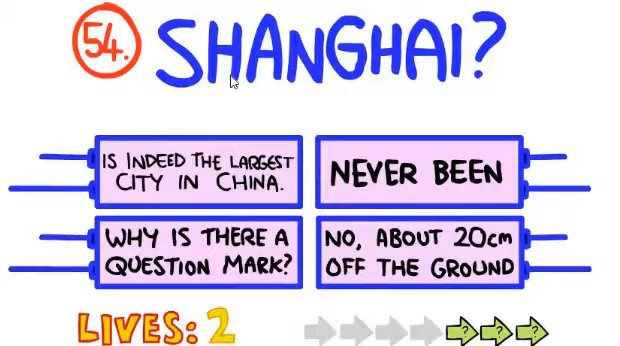 54.
SHANGHAI?
IS INDEED THE LARGEST
CITY IN CHINA.
NEVER BEEN
WHY IS THERE A
QUESTION MARK?
NO, ABOUT 20cm
OFF THE GROUND
LIVES: 2
? ? ?